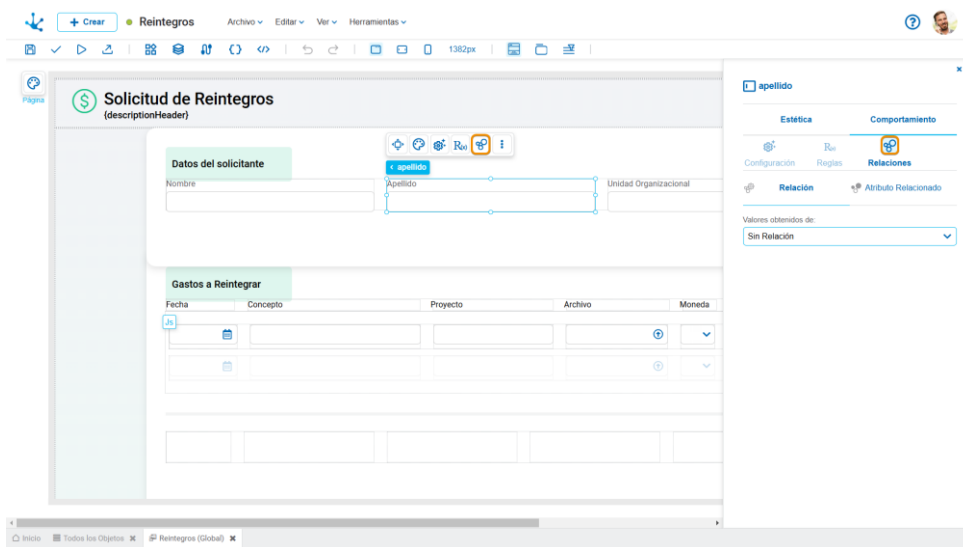 + Crear
Reintegros
Archivo
Editar
Ver
Herramientas
1382px
Página
Solicitud de Reintegros
{descriptionHeader}
Datos del solicitante
R(x)
‹ apellido
Nombre
Apellido
Unidad Organizacional
Gastos a Reintegrar
Fecha
Concepto
Proyecto
Archivo
Moneda
Js
apellido
Estética
Comportamiento
R(x)
Configuración
Reglas
Relaciones
Relación
Atributo Relacionado
Valores obtenidos de:
Sin Relación
Inicio
Todos los Objetos
Reintegros (Global)